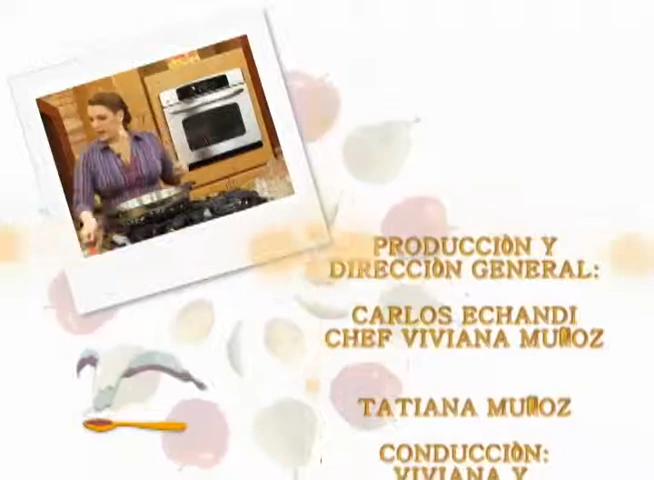 PRODUCCIÒN Y
DIRECCIÒN GENERAL:
CARLOS ECHANDI
CHEF VIVIANA MUÑOZ
TATIANA MUÑOZ
CONDUCCIÒN:
VIVIANA Y